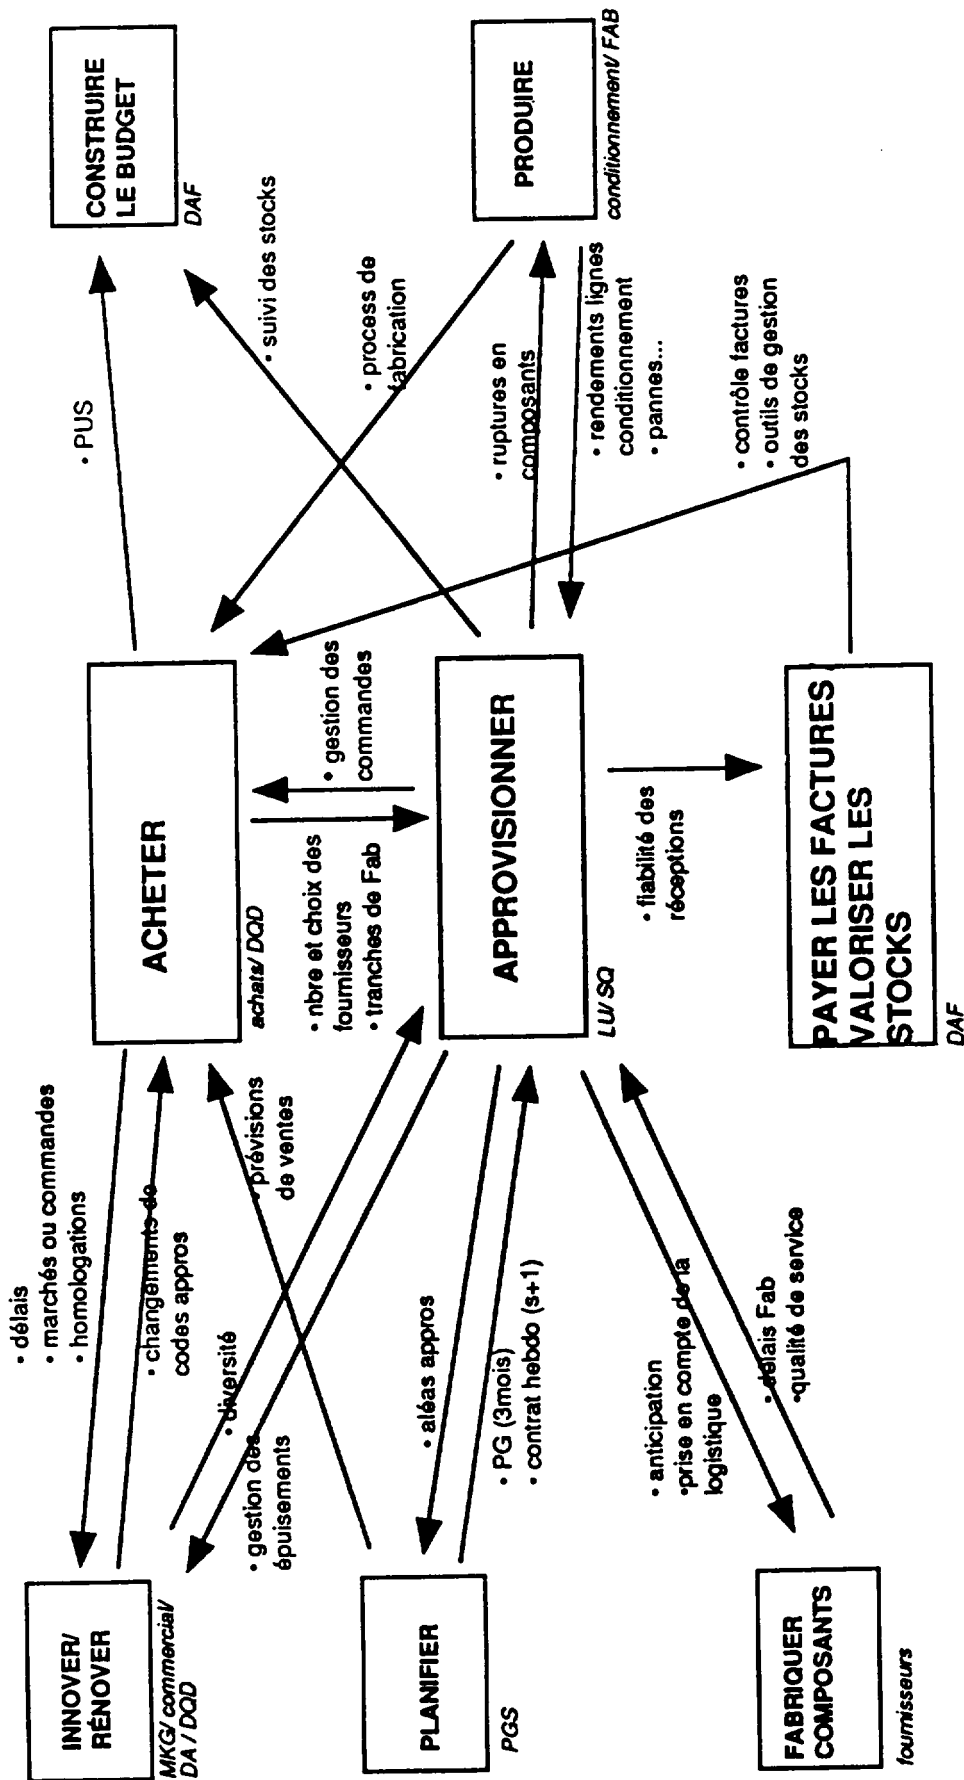 INNOVER/
RÉNOVER
MKG/ commercial/
DA / DQD
• délais
• marchés ou commandes
• homologations
• changements de
codes appros
ACHETER
achats/ DQD
• PUS
CONSTRUIRE
LE BUDGET
DAF
• suivi des stocks
• prévisions
de ventes
• diversité
• gestion des
épuisements
• nbre et choix des
fournisseurs
• tranches de Fab
• gestion des
commandes
• process de
fabrication
PLANIFIER
PGS
• aléas appros
• PG (3mois)
• contrat hebdo (s+1)
APPROVISIONNER
LU/ SQ
• ruptures en
composants
• rendements lignes
conditionnement
• pannes...
PRODUIRE
conditionnement/ FAB
• anticipation
•prise en compte de la
logistique
• délais Fab
•qualité de service
• fiabilité des
réceptions
• contrôle factures
• outils de gestion
des stocks
FABRIQUER
COMPOSANTS
fournisseurs
PAYER LES FACTURES
VALORISER LES
STOCKS
DAF